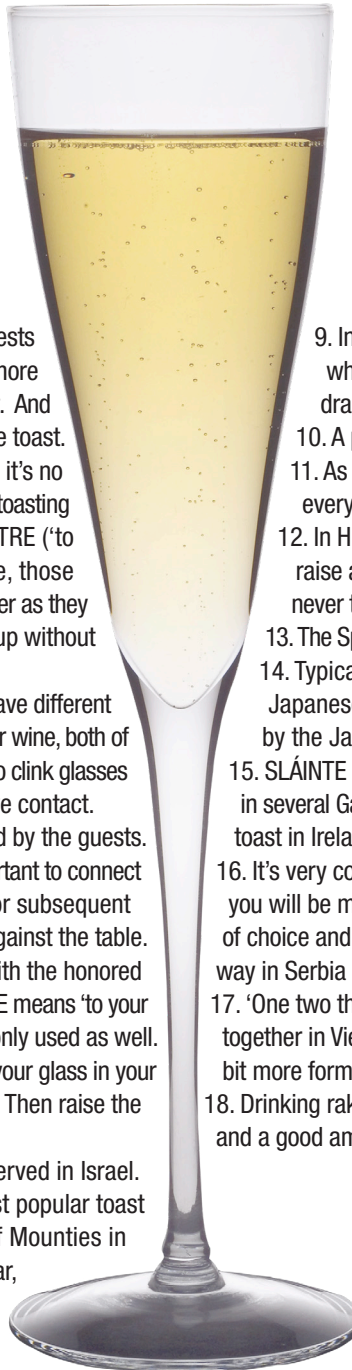 ests
nore
. And
e toast.
it’s no
toasting
TRE (‘to
e, those
er as they
up without
ave different
r wine, both of
o clink glasses
e contact.
d by the guests.
rtant to connect
or subsequent
gainst the table.
ith the honored
E means ‘to your
only used as well.
your glass in your
Then raise the
erved in Israel.
st popular toast
f Mounties in
ar,
9. In
wh
dra
10. A p
11. As
every
12. In H
raise a
never t
13. The Sp
14. Typica
Japanese
by the Ja
15. SLÁINTE
in several Ga
toast in Irela
16. It’s very co
you will be m
of choice and
way in Serbia
17. ‘One two th
together in Vie
bit more form
18. Drinking rak
and a good am